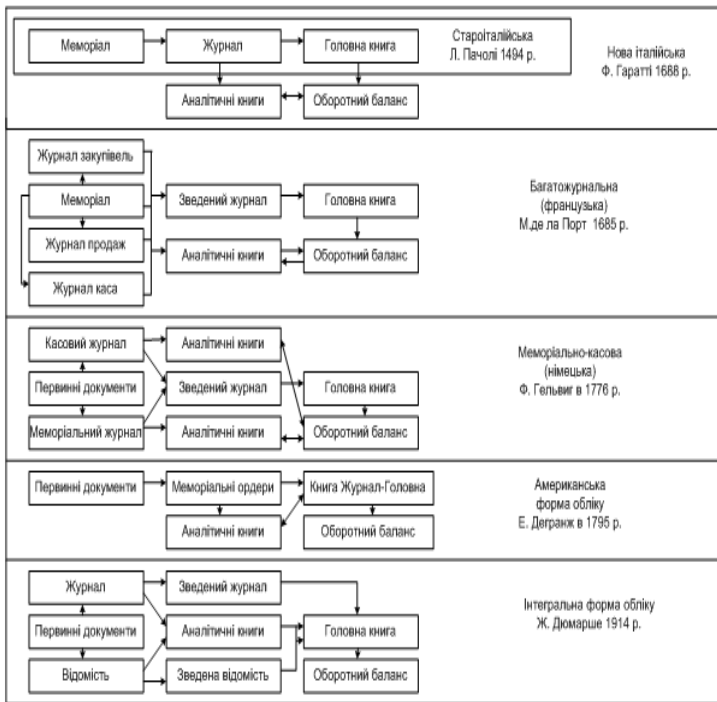 Меморіал
Журнал
Головна книга
Староіталійська
Л. Пачолі 1494 р.
Нова італійська
Ф. Гаратті 1688 р.
Аналітичні книги
Оборотний баланс
Журнал закупівель
Меморіал
Журнал продаж
Журнал каса
Зведений журнал
Головна книга
Аналітичні книги
Оборотний баланс
Багатожурнальна
(французька)
М.де ла Порт 1685 р.
Касовий журнал
Аналітичні книги
Первинні документи
Зведений журнал
Головна книга
Меморіальний журнал
Аналітичні книги
Оборотний баланс
Меморіально-касова
(німецька)
Ф. Гельвиг в 1776 р.
Первинні документи
Меморіальні ордери
Книга Журнал-Головна
Аналітичні книги
Оборотний баланс
Американська
форма обліку
Е. Дегранж в 1795 р.
Журнал
Зведений журнал
Первинні документи
Аналітичні книги
Головна книга
Відомість
Зведена відомість
Оборотний баланс
Інтегральна форма обліку
Ж. Дюмарше 1914 р.